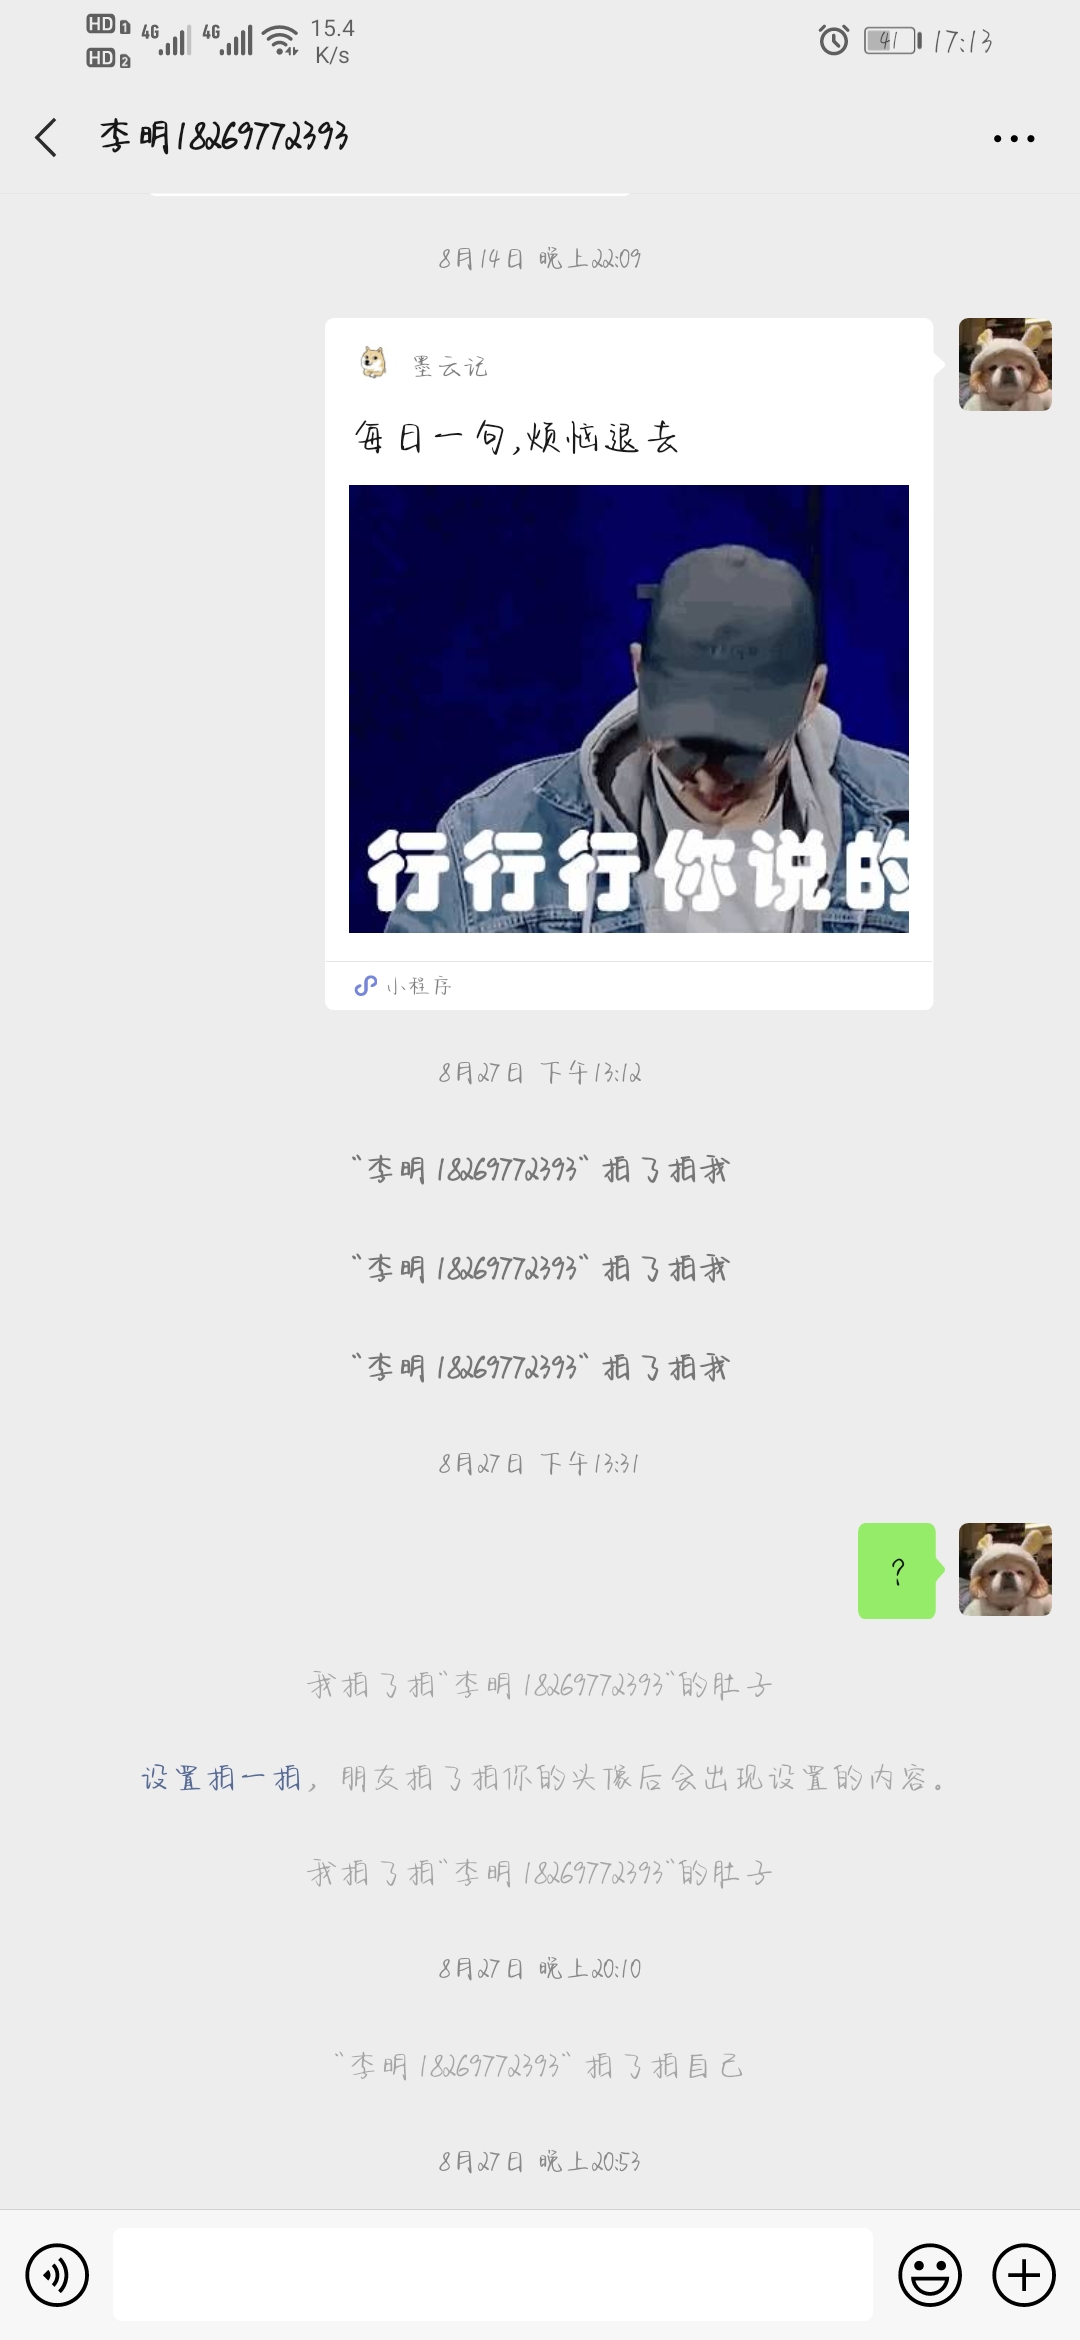 HD 1 4G 4G 15.4
HD 2 K/s
41 17:13
李明18269772393
8月14日 晚上22:09
墨云记
每日一句,烦恼退去
行行行你说的
小程序
8月27日 下午13:12
"李明18269772393" 拍了拍我
"李明18269772393" 拍了拍我
"李明18269772393" 拍了拍我
8月27日 下午13:31
?
我拍了拍"李明18269772393"的肚子
设置拍一拍，朋友拍了拍你的头像后会出现设置的内容。
我拍了拍"李明18269772393"的肚子
8月27日 晚上20:10
"李明18269772393" 拍了拍自己
8月27日 晚上20:53